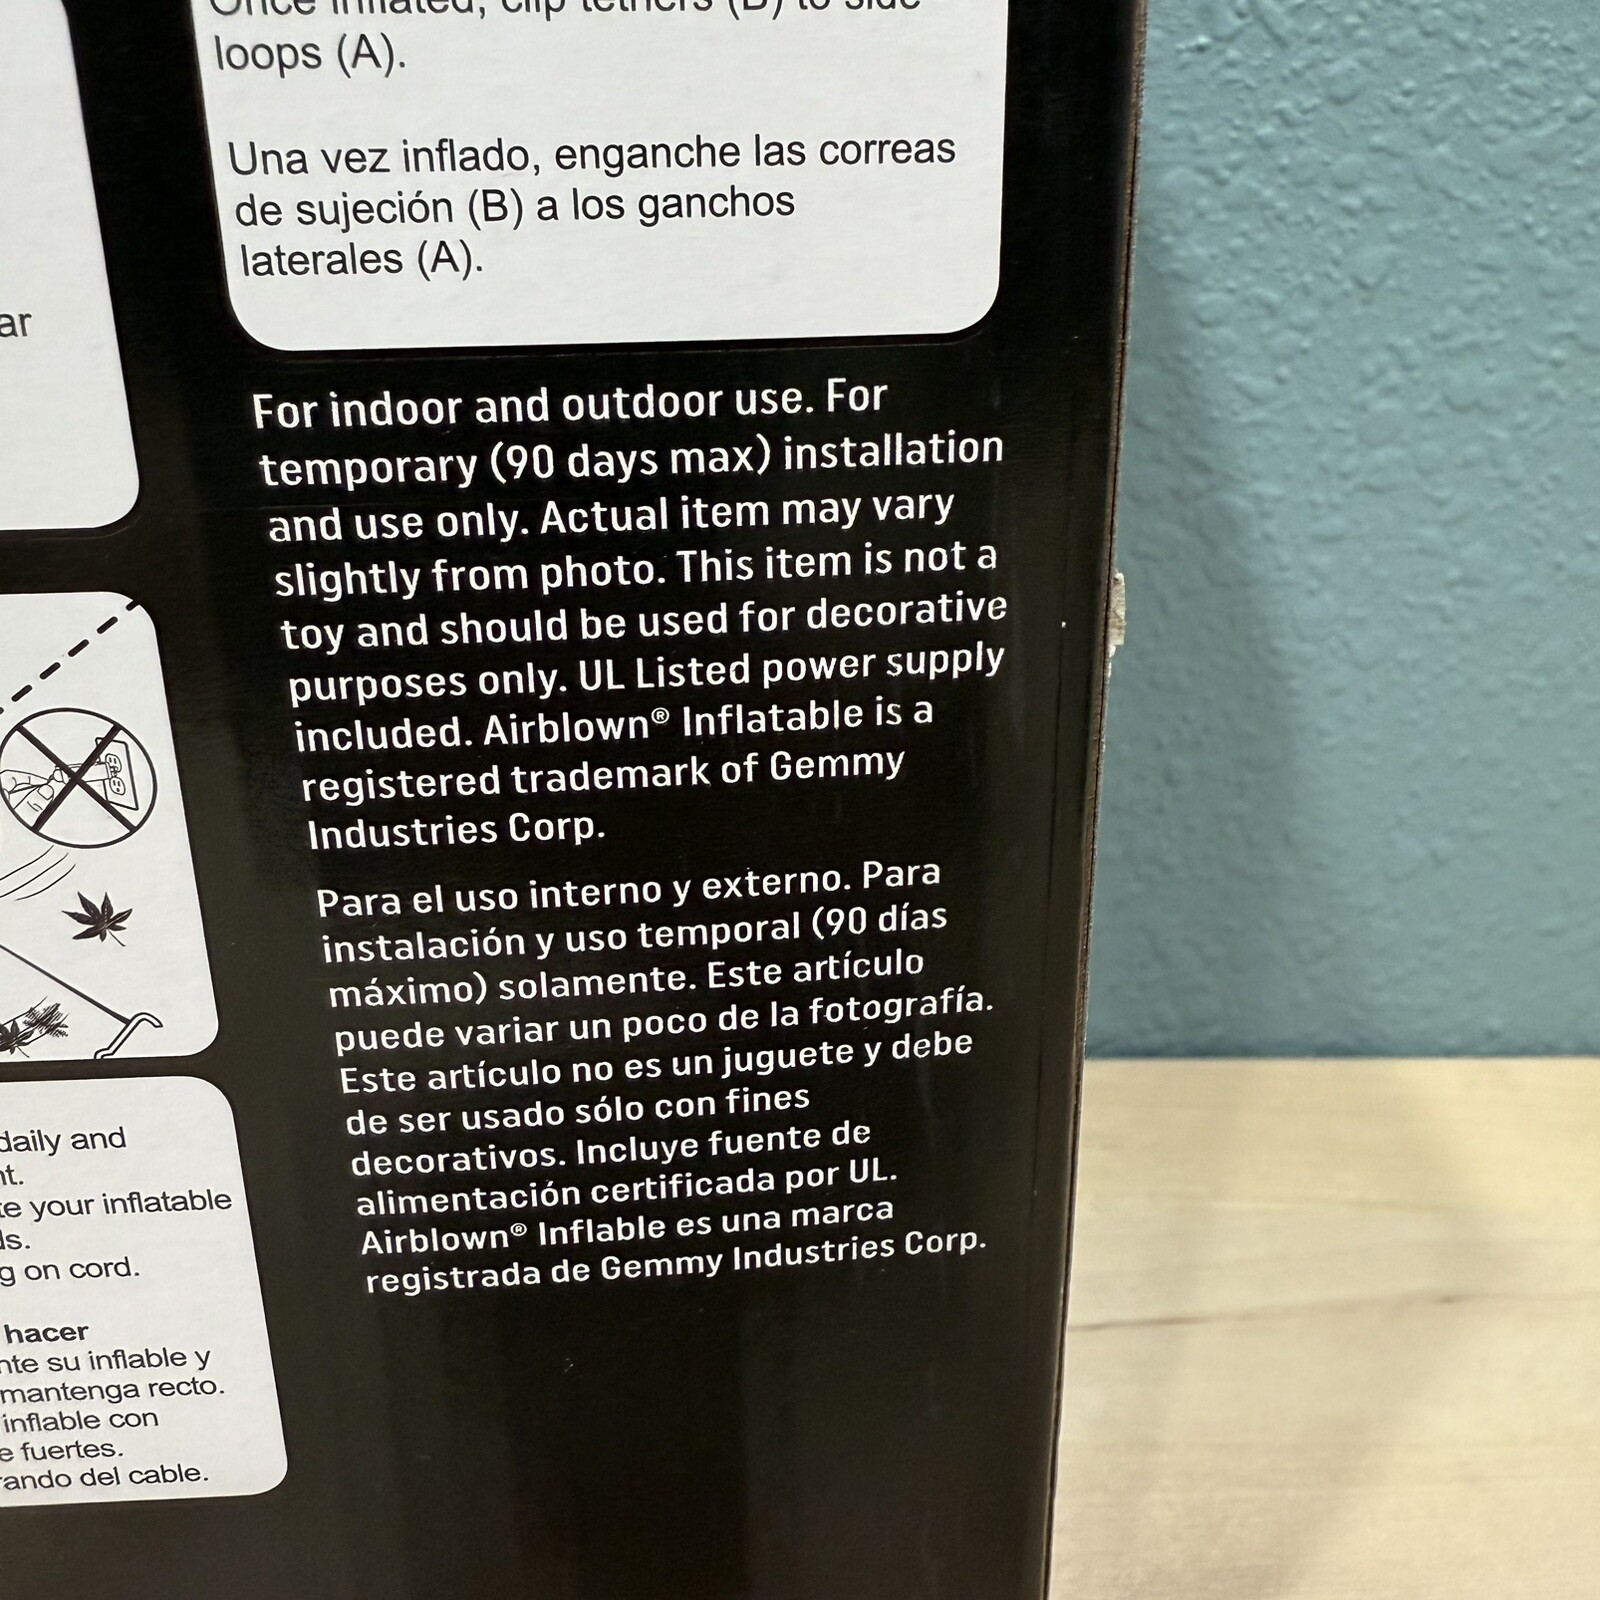 Once inflated, clip tethers (B) to side
loops (A).
Una vez inflado, enganche las correas
de sujeción (B) a los ganchos
laterales (A).
ar
For indoor and outdoor use. For
temporary (90 days max) installation
and use only. Actual item may vary
slightly from photo. This item is not a
toy and should be used for decorative
purposes only. UL Listed power supply
included. Airblown® Inflatable is a
registered trademark of Gemmy
Industries Corp.
Para el uso interno y externo. Para
instalación y uso temporal (90 días
máximo) solamente. Este artículo
puede variar un poco de la fotografía.
Este artículo no es un juguete y debe
de ser usado sólo con fines
decorativos. Incluye fuente de
alimentación certificada por UL.
Airblown® Inflable es una marca
registrada de Gemmy Industries Corp.
daily and
nt.
te your inflatable
ds.
g on cord.
hacer
nte su inflable y
mantenga recto.
inflable con
e fuertes.
rando del cable.